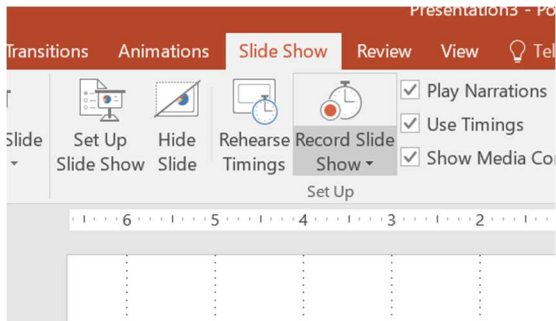 Presentation3 - Po
Transitions Animations Slide Show Review View Tel
Slide
Set Up
Slide Show
Hide
Slide
Rehearse
Timings
Record Slide
Show
Play Narrations
Use Timings
Show Media Co
Set Up
6 5 4 3 2